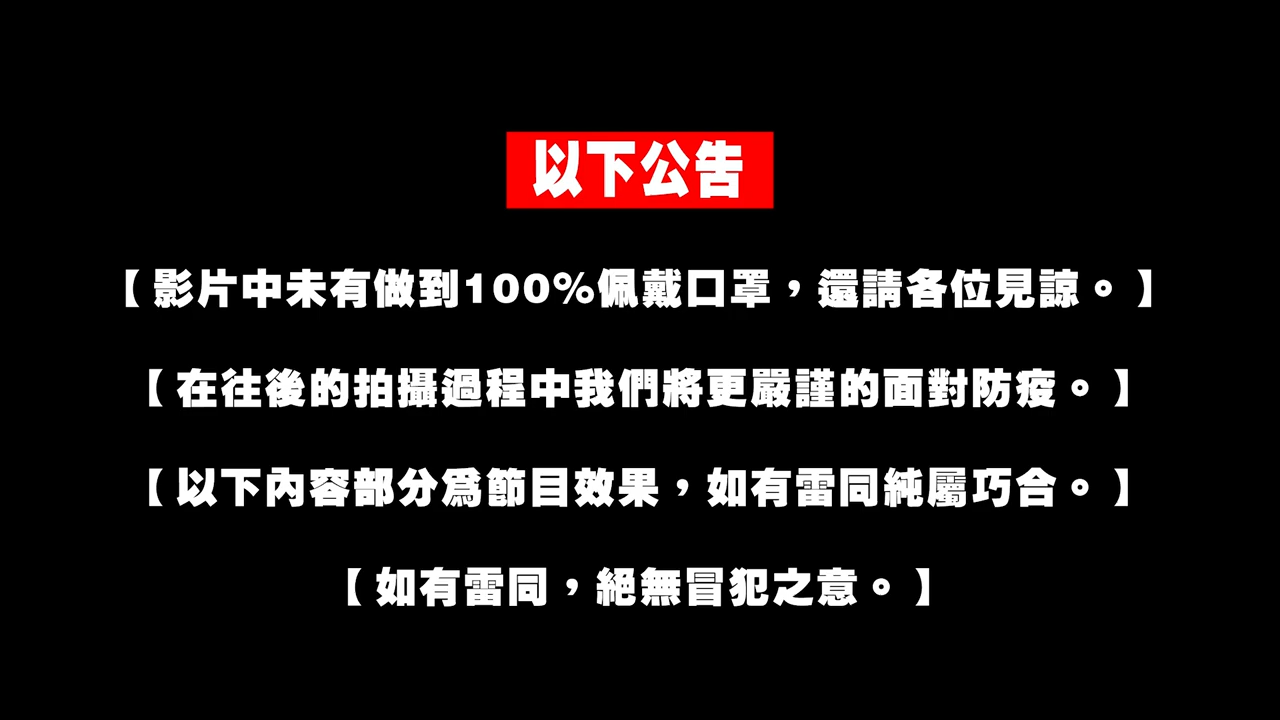 以下公告
【影片中未有做到100%佩戴口罩，還請各位見諒。】
【在往後的拍攝過程中我們將更嚴謹的面對防疫。】
【以下內容部分為節目效果，如有雷同純屬巧合。】
【如有雷同，絕無冒犯之意。】